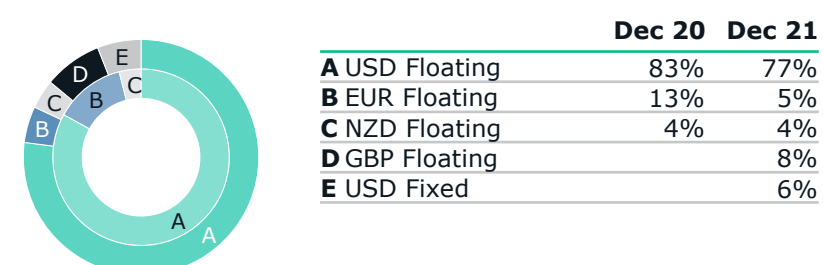 E
D
C
C
B
B
A
A
Dec 20 Dec 21
A USD Floating 83% 77%
B EUR Floating 13% 5%
C NZD Floating 4% 4%
D GBP Floating 8%
E USD Fixed 6%